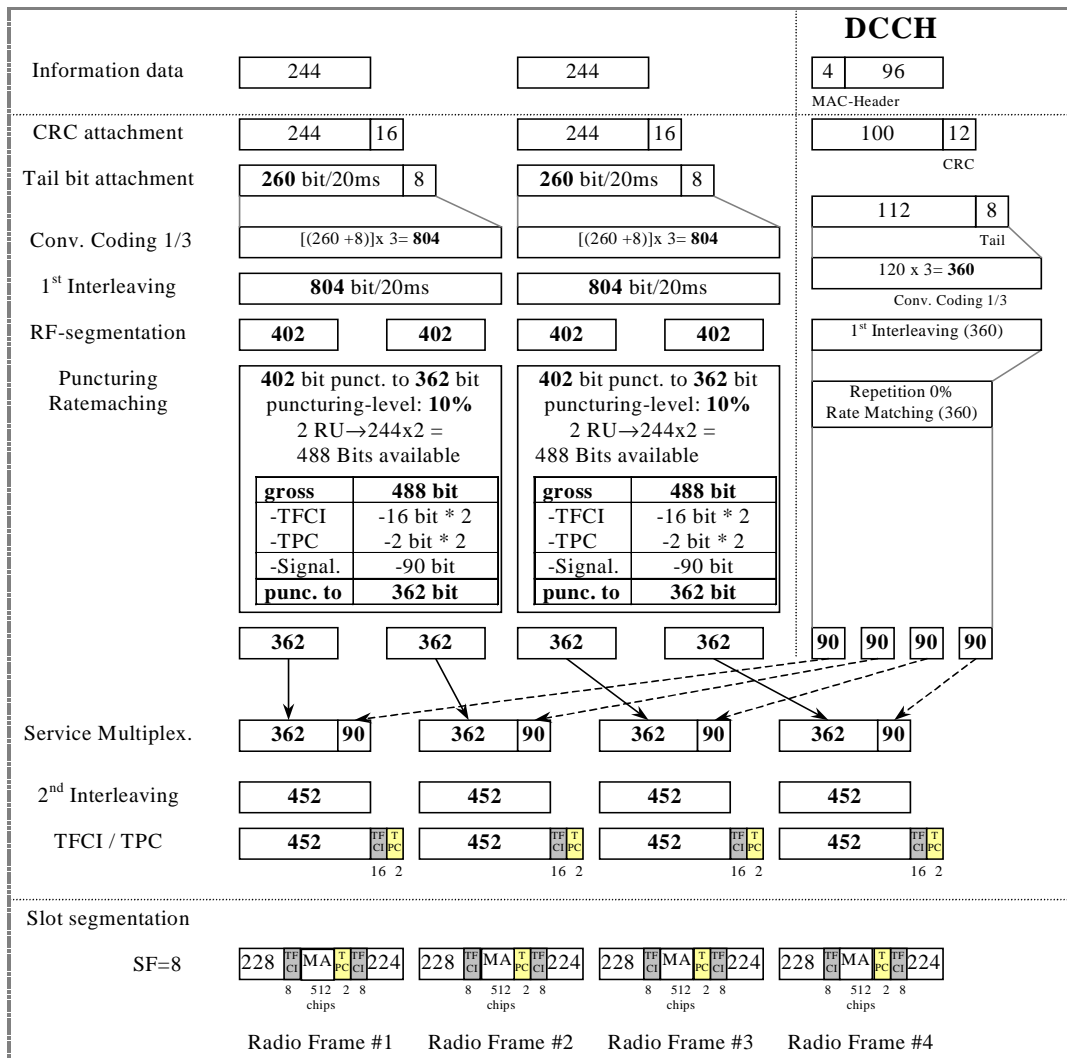 DCCH
Information data 244 244 4 96
MAC-Header
CRC attachment 244 16 244 16 100 12
CRC
Tail bit attachment 260 bit/20ms 8 260 bit/20ms 8
112 8
Tail
Conv. Coding 1/3 [(260 +8)]x 3= 804 [(260 +8)]x 3= 804
120 x 3= 360
Conv. Coding 1/3
1st Interleaving 804 bit/20ms 804 bit/20ms
RF-segmentation 402 402 402 402 1st Interleaving (360)
Puncturing
Ratemaching
402 bit punct. to 362 bit
puncturing-level: 10%
2 RU→244x2 =
488 Bits available
gross 488 bit
-TFCI -16 bit * 2
-TPC -2 bit * 2
-Signal. -90 bit
punc. to 362 bit
402 bit punct. to 362 bit
puncturing-level: 10%
2 RU→244x2 =
488 Bits available
gross 488 bit
-TFCI -16 bit * 2
-TPC -2 bit * 2
-Signal. -90 bit
punc. to 362 bit
Repetition 0%
Rate Matching (360)
362 362 362 362 90 90 90 90
Service Multiplex. 362 90 362 90 362 90 362 90
2nd Interleaving 452 452 452 452
TFCI / TPC 452 TF CI T PC 452 TF CI T PC 452 TF CI T PC 452 TF CI T PC
16 2 16 2 16 2 16 2
Slot segmentation
SF=8 228 TF CI MA T PC TF CI 224 228 TF CI MA T PC TF CI 224 228 TF CI MA T PC TF CI 224 228 TF CI MA T PC TF CI 224
8 512 2 8 8 512 2 8 8 512 2 8 8 512 2 8
chips chips chips chips
Radio Frame #1 Radio Frame #2 Radio Frame #3 Radio Frame #4